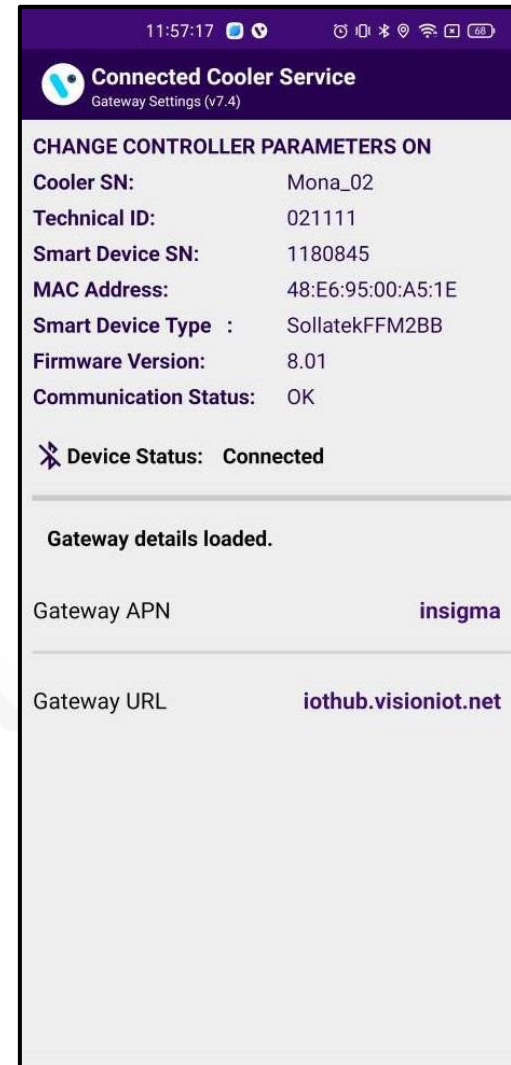 11:57:17 68
Connected Cooler Service
Gateway Settings (v7.4)
CHANGE CONTROLLER PARAMETERS ON
Cooler SN: Mona_02
Technical ID: 021111
Smart Device SN: 1180845
MAC Address: 48:E6:95:00:A5:1E
Smart Device Type : SollatekFFM2BB
Firmware Version: 8.01
Communication Status: OK
Device Status: Connected
Gateway details loaded.
Gateway APN insigma
Gateway URL iothub.visioniot.net